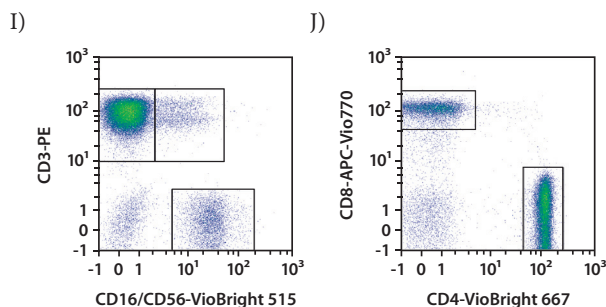 I)
10³
10²
10¹
1
0
-1
-1 0 1 10¹ 10² 10³
CD3-PE
CD16/CD56-VioBright 515
J)
10³
10²
10¹
1
0
-1
-1 0 1 10¹ 10² 10³
CD8-APC-Vio770
CD4-VioBright 667